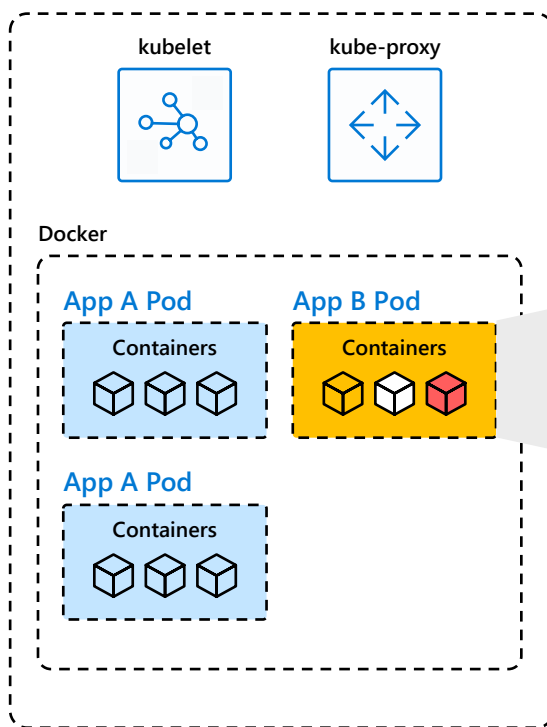 kubelet
kube-proxy
Docker
App A Pod
App B Pod
Containers
Containers
App A Pod
Containers